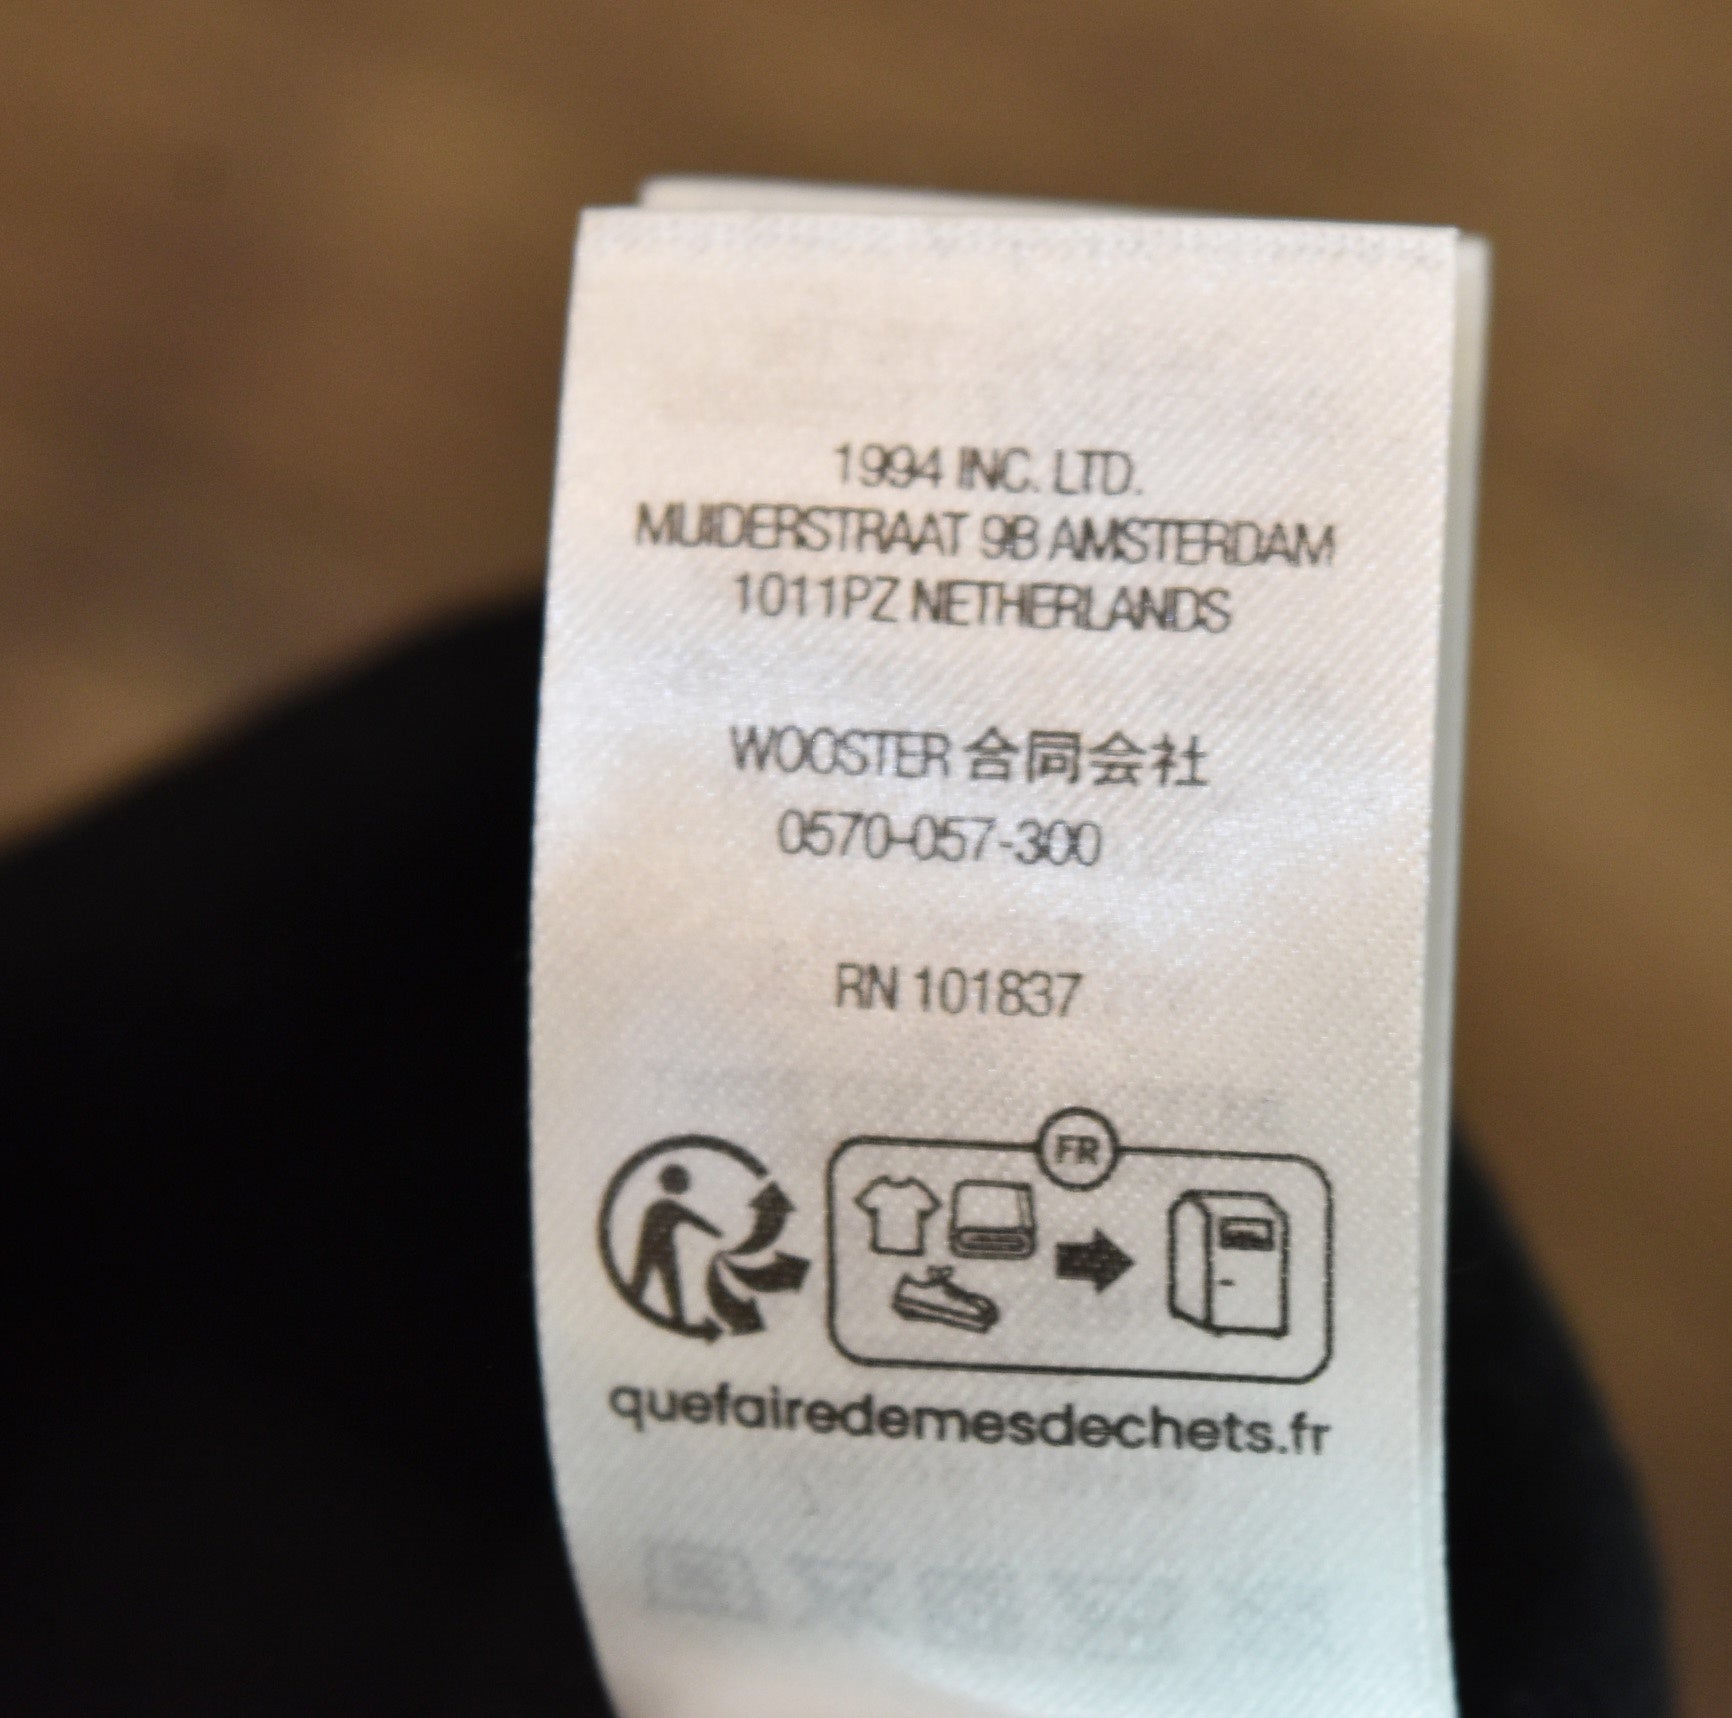 1994 INC. LTD.
MUIDERSTRAAT 9B AMSTERDAM
1011PZ NETHERLANDS
WOOSTER 合同会社
0570-057-300
RN 101837
FR
quefairedemesdechets.fr